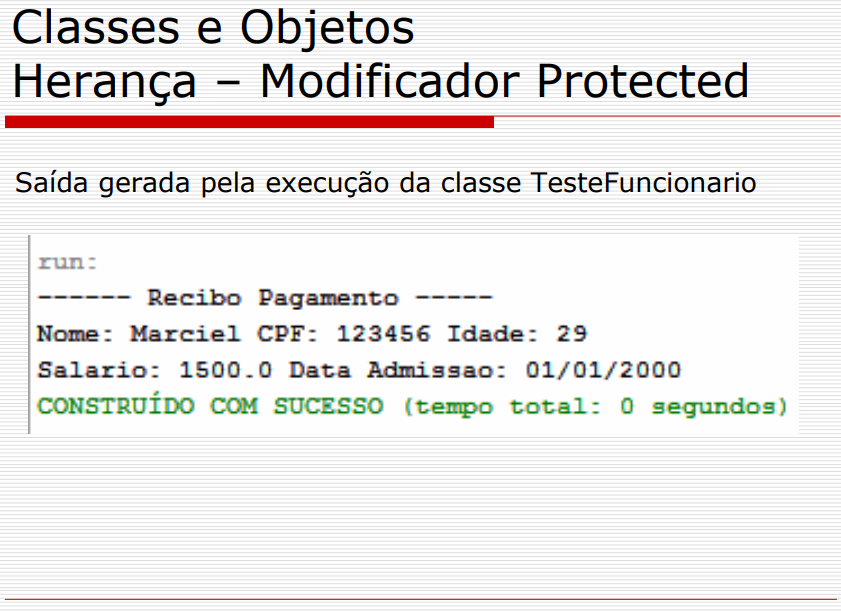 Classes e Objetos
Herança – Modificador Protected
Saída gerada pela execução da classe TesteFuncionario
run:
------ Recibo Pagamento -----
Nome: Marciel CPF: 123456 Idade: 29
Salario: 1500.0 Data Admissao: 01/01/2000
CONSTRUÍDO COM SUCESSO (tempo total: 0 segundos)